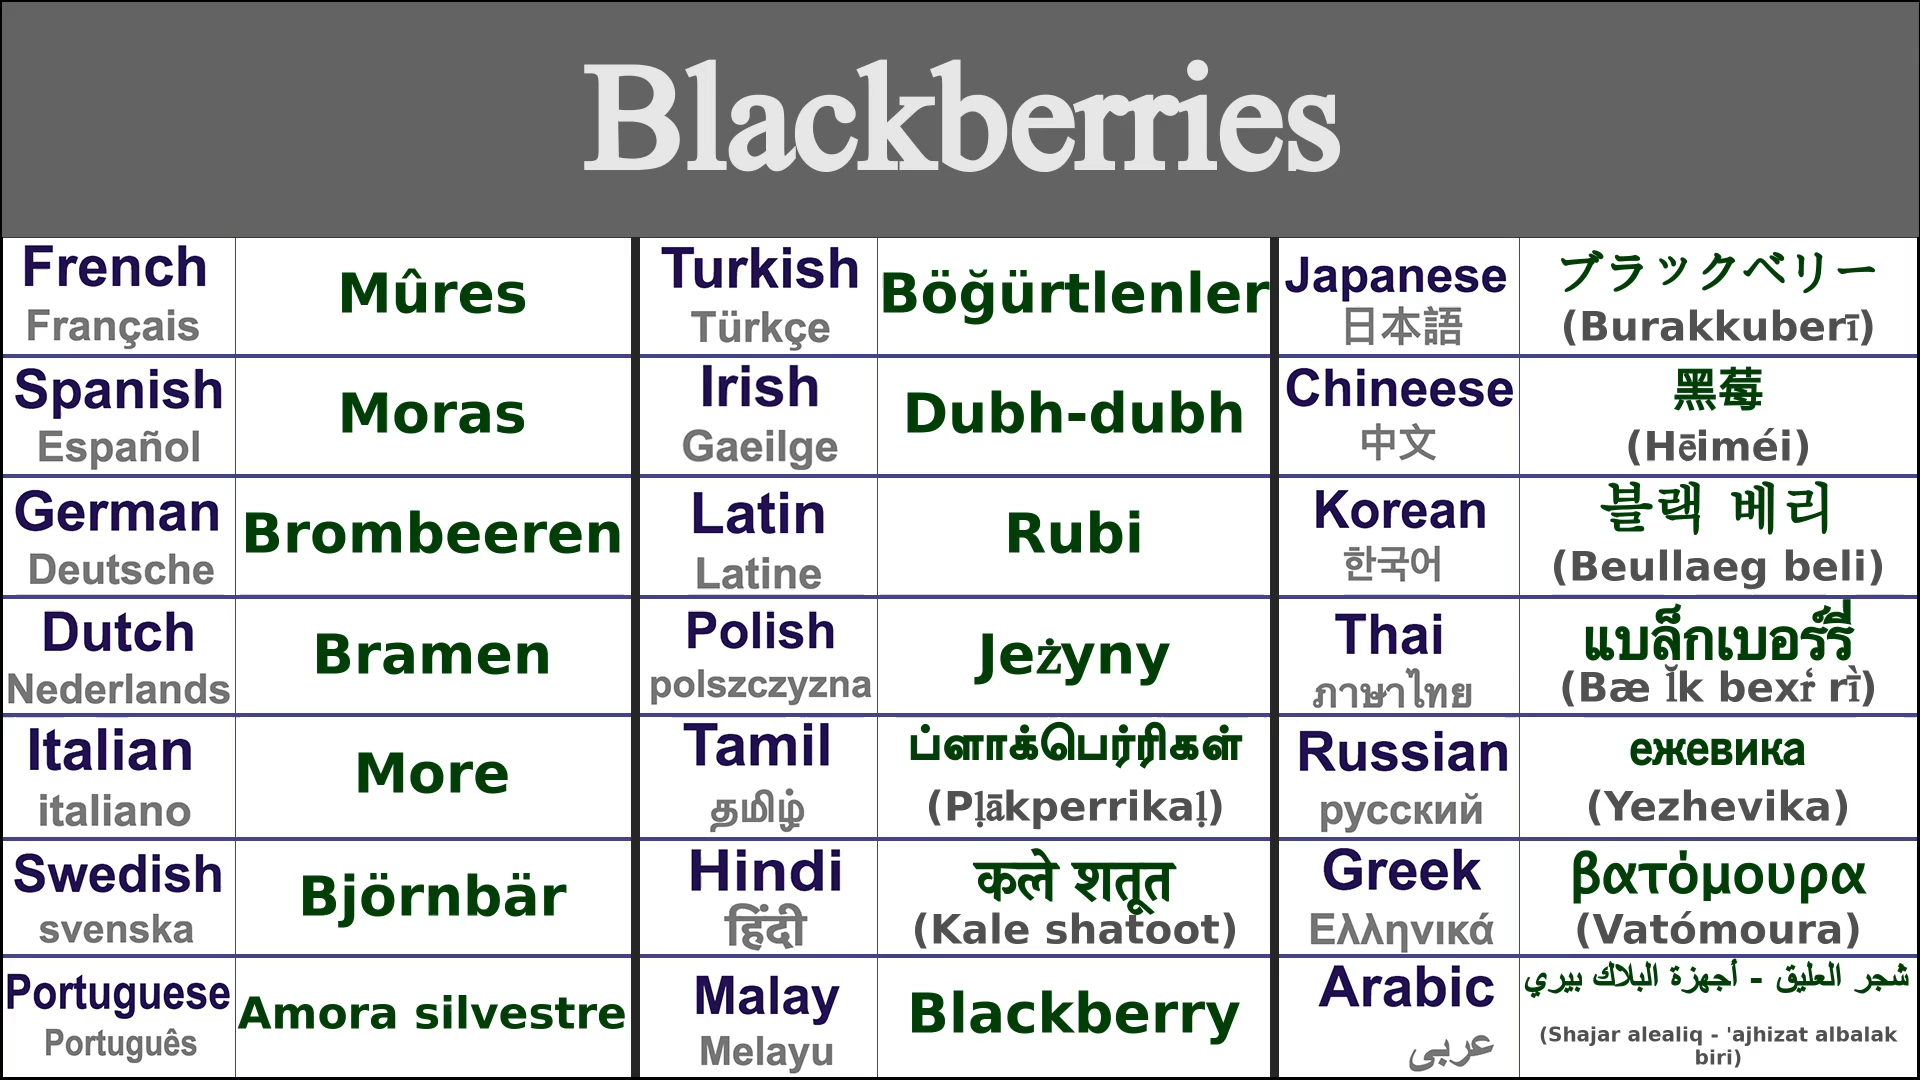 Blackberries
French
Français
Mûres
Turkish
Türkçe
Böğürtlenler
Japanese
日本語
ブラックベリー
(Burakkuberī)
Spanish
Español
Moras
Irish
Gaeilge
Dubh-dubh
Chineese
中文
黑莓
(Hēiméi)
German
Deutsche
Brombeeren
Latin
Latine
Rubi
Korean
한국어
블랙 베리
(Beullaeg beli)
Dutch
Nederlands
Bramen
Polish
polszczyzna
Jeżyny
Thai
ภาษาไทย
แบล็กเบอร์รี่
(Bæ l̆k bexr̒ rī̀)
Italian
italiano
More
Tamil
தமிழ்
ப்ளாக்பெர்ரிகள்
(Pḷākperrikaḷ)
Russian
русский
ежевика
(Yezhevika)
Swedish
svenska
Björnbär
Hindi
हिंदी
कले शतूत
(Kale shatoot)
Greek
Ελληνικά
βατόμουρα
(Vatómoura)
Portuguese
Português
Amora silvestre
Malay
Melayu
Blackberry
Arabic
عربى
شجر العليق - أجهزة البلاك بيري
(Shajar alealiq - 'ajhizat albalak
biri)